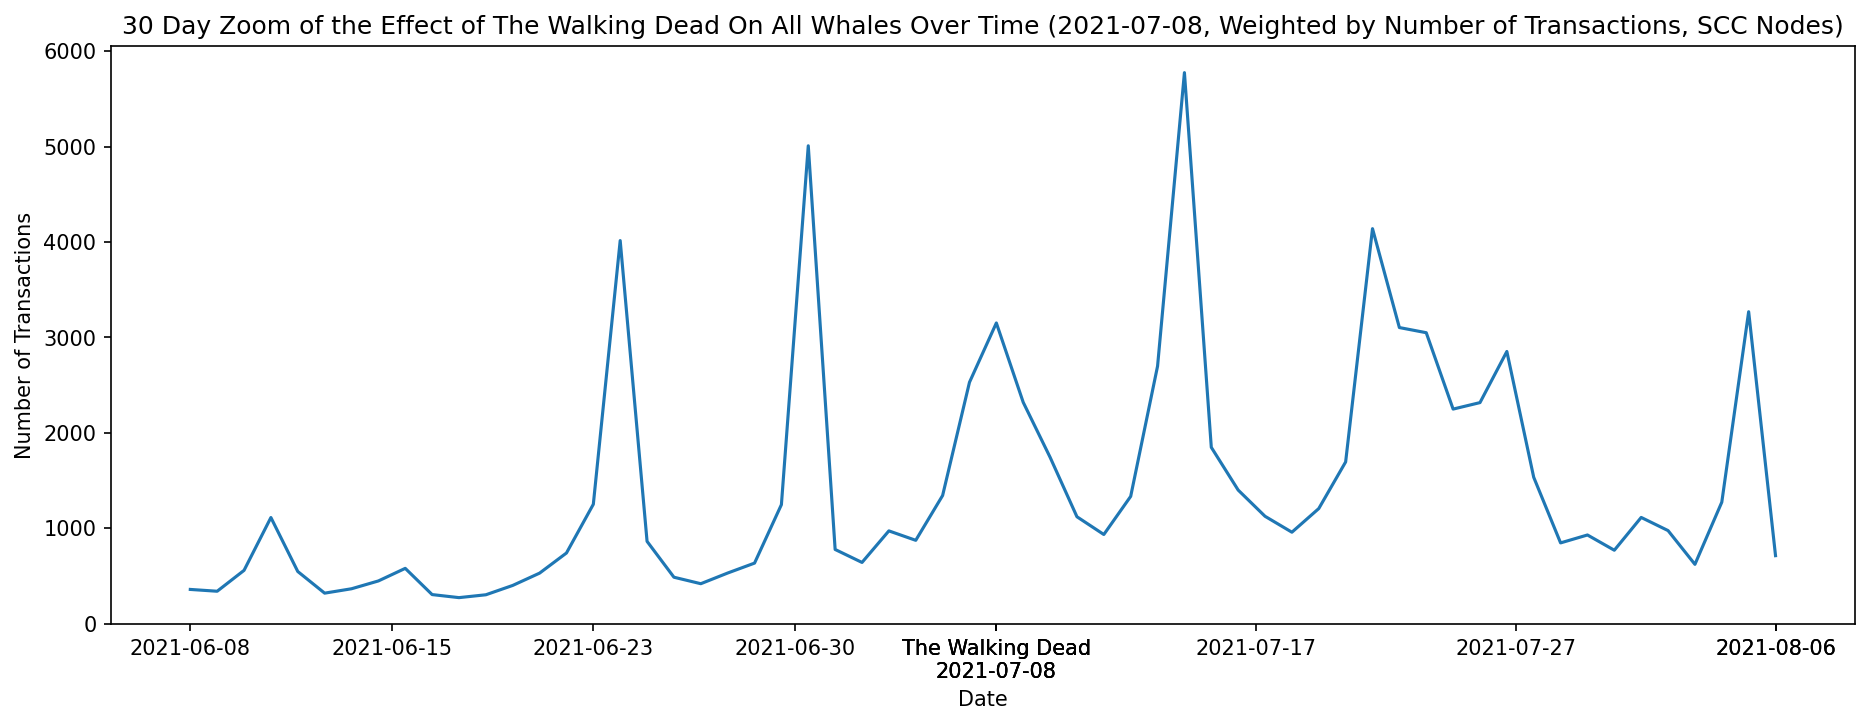 30 Day Zoom of the Effect of The Walking Dead On All Whales Over Time (2021-07-08, Weighted by Number of Transactions, SCC Nodes)
6000
5000
4000
3000
2000
1000
0
Number of Transactions
2021-06-08 2021-06-15 2021-06-23 2021-06-30 The Walking Dead 2021-07-17 2021-07-27 2021-08-06
2021-07-08
Date